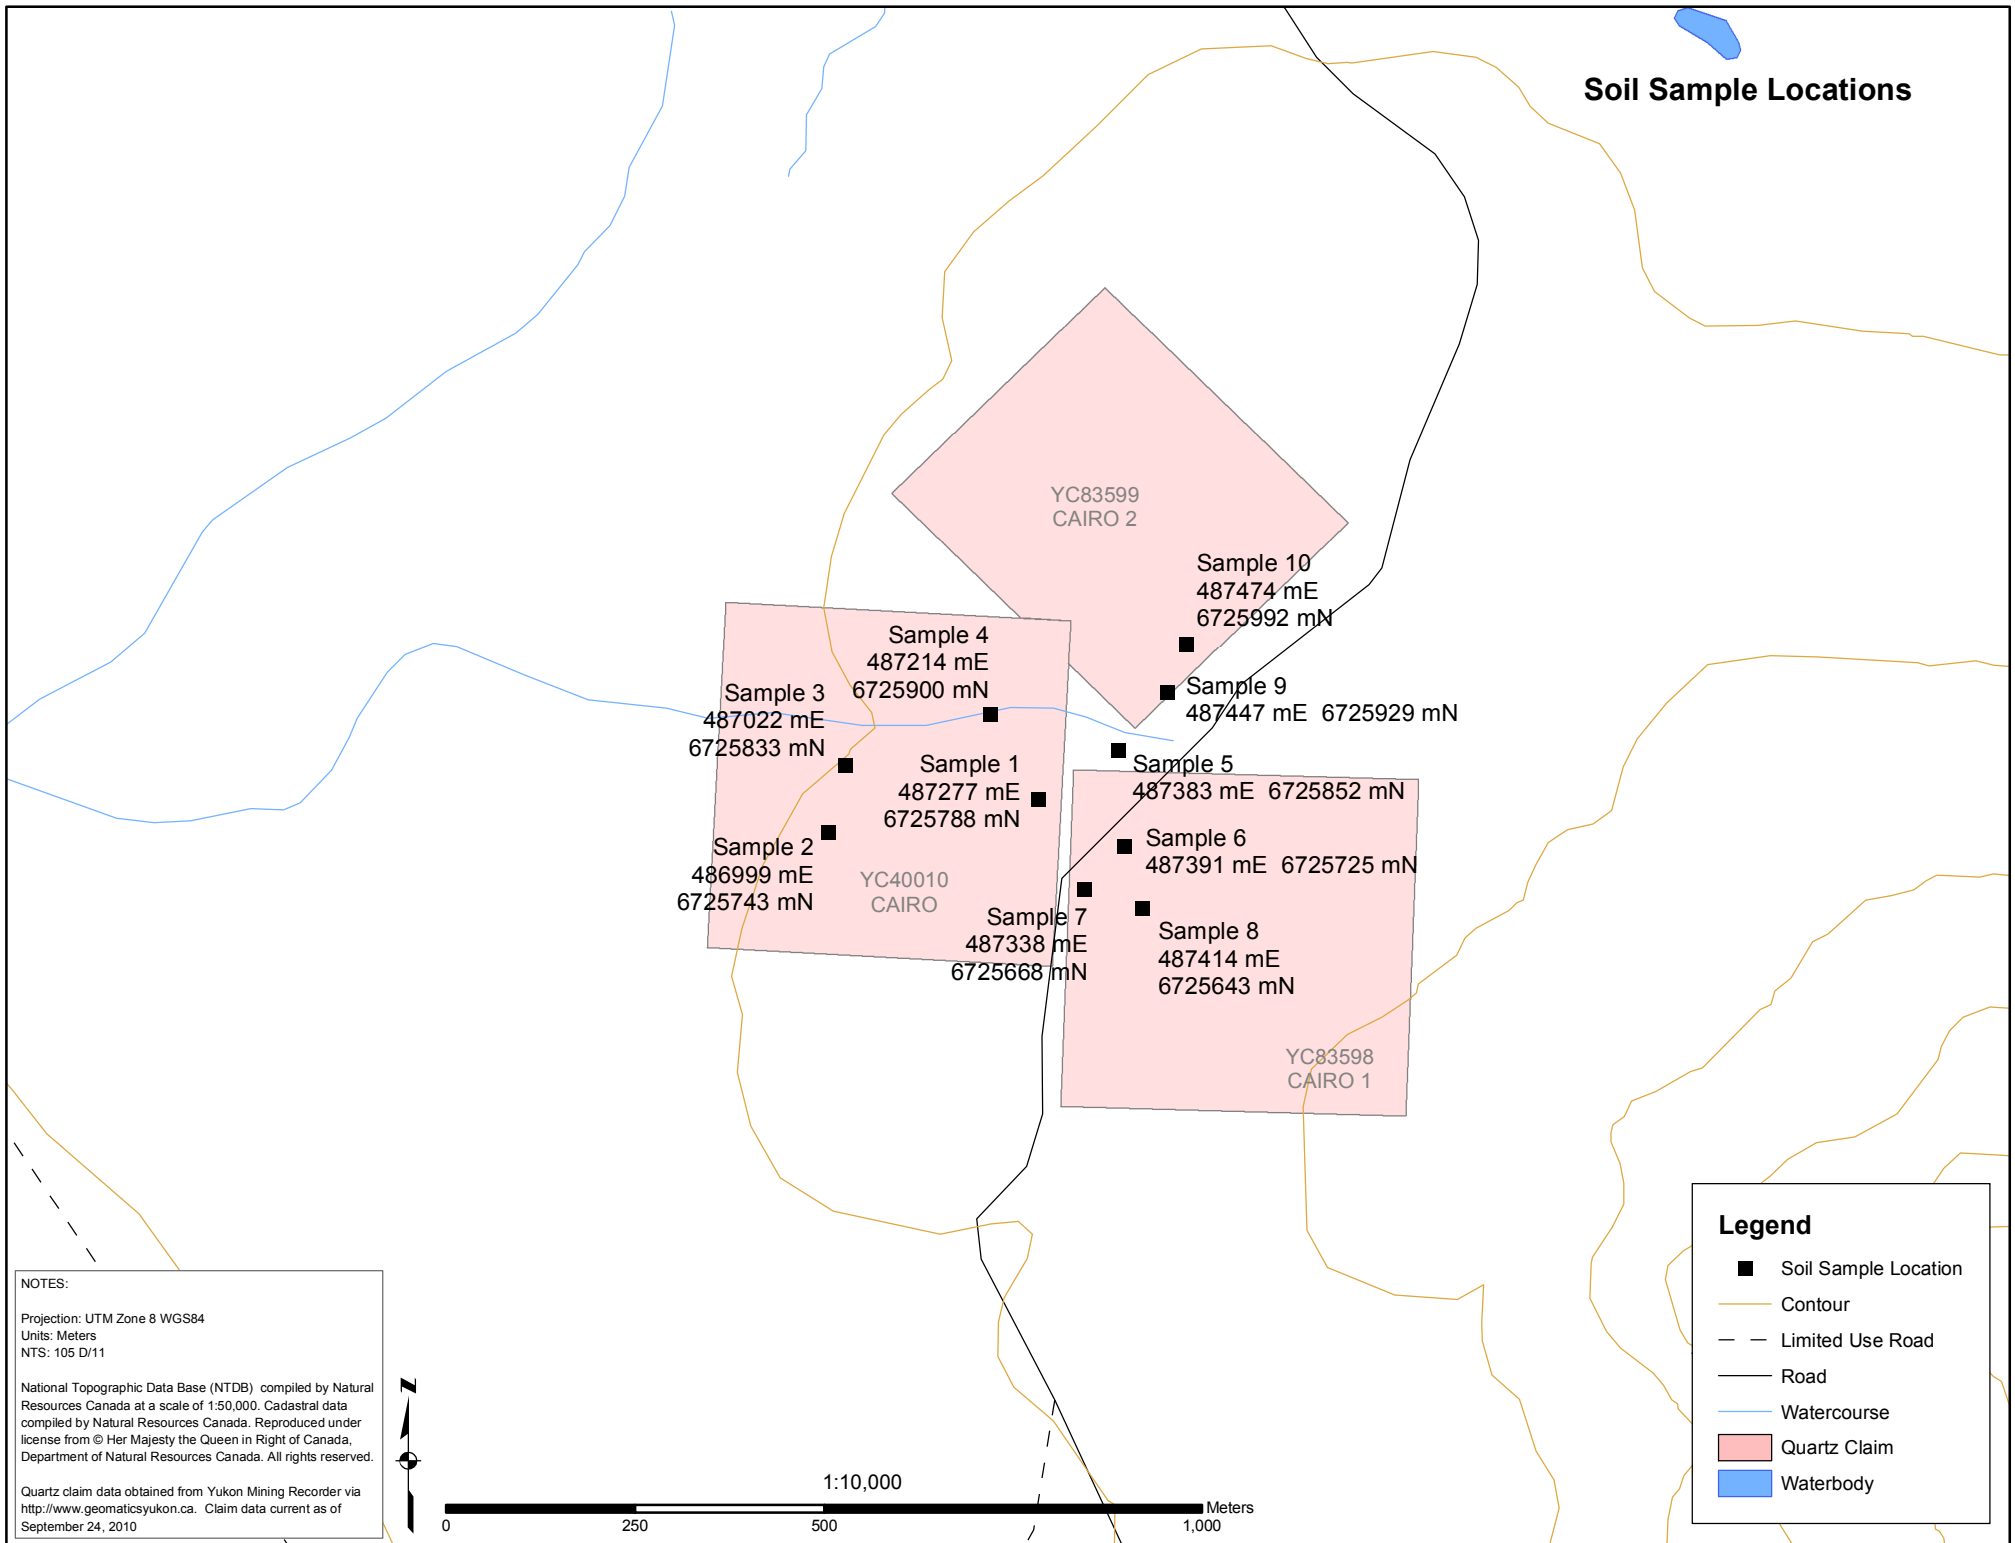 Soil Sample Locations
YC83599
CAIRO 2
Sample 10
487474 mE
6725992 mN
Sample 4
487214 mE
6725900 mN
Sample 3
487022 mE
6725833 mN
Sample 9
487447 mE  6725929 mN
Sample 1
487277 mE
6725788 mN
Sample 5
487383 mE  6725852 mN
Sample 2
486999 mE
6725743 mN
YC40010
CAIRO
Sample 6
487391 mE  6725725 mN
Sample 7
487338 mE
6725668 mN
Sample 8
487414 mE
6725643 mN
YC83598
CAIRO 1
NOTES:
Projection: UTM Zone 8 WGS84
Units: Meters
NTS: 105 D/11
National Topographic Data Base (NTDB)  compiled by Natural
Resources Canada at a scale of 1:50,000. Cadastral data
compiled by Natural Resources Canada. Reproduced under
license from © Her Majesty the Queen in Right of Canada,
Department of Natural Resources Canada. All rights reserved.
Quartz claim data obtained from Yukon Mining Recorder via
http://www.geomaticsyukon.ca.  Claim data current as of
September 24, 2010
Z
1:10,000
Meters
0 250 500 1,000
Legend
Soil Sample Location
Contour
Limited Use Road
Road
Watercourse
Quartz Claim
Waterbody